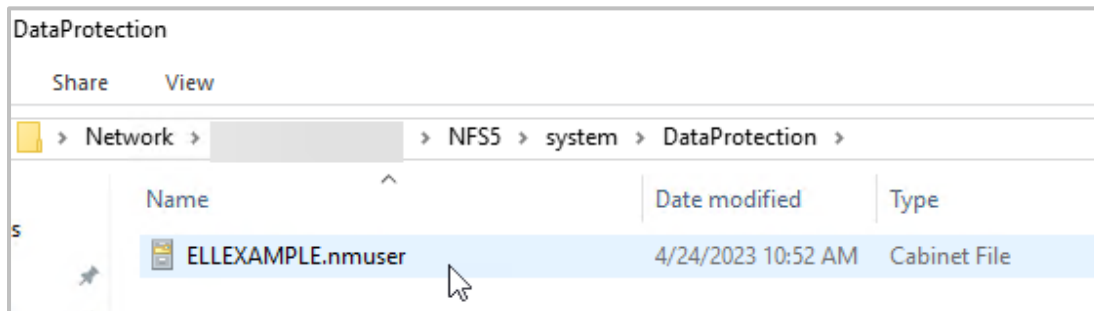 DataProtection
Share View
> Network > > NFS5 > system > DataProtection >
Name Date modified Type
s
ELLEXAMPLE.nmuser 4/24/2023 10:52 AM Cabinet File